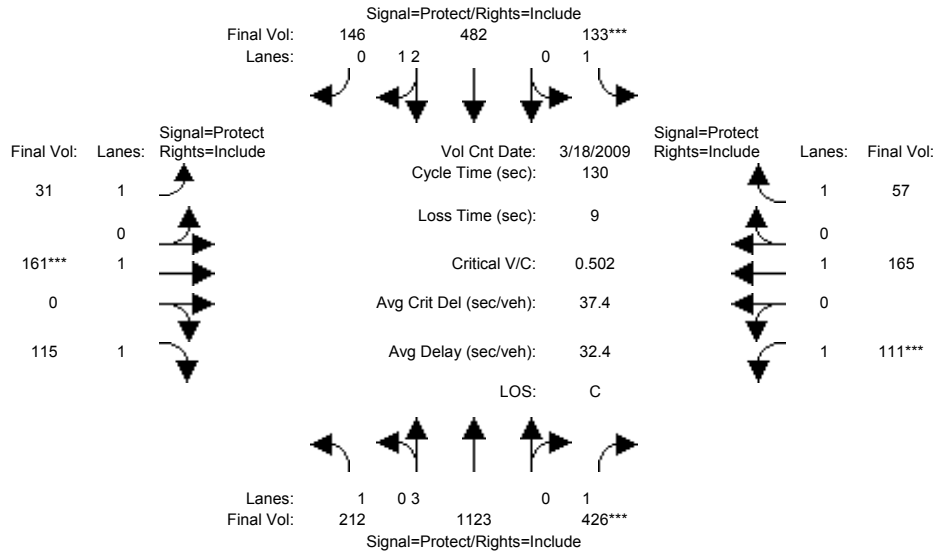 Signal=Protect/Rights=Include
Final Vol: 146 482 133***
Lanes: 0 1 2 0 1
Signal=Protect Signal=Protect
Final Vol: Lanes: Rights=Include Vol Cnt Date: 3/18/2009 Rights=Include Lanes: Final Vol:
Cycle Time (sec): 130
31 1 1 57
Loss Time (sec): 9
0 0
161*** 1 Critical V/C: 0.502 1 165
0 Avg Crit Del (sec/veh): 37.4 0
115 1 Avg Delay (sec/veh): 32.4 1 111***
LOS: C
Lanes: 1 0 3 0 1
Final Vol: 212 1123 426***
Signal=Protect/Rights=Include